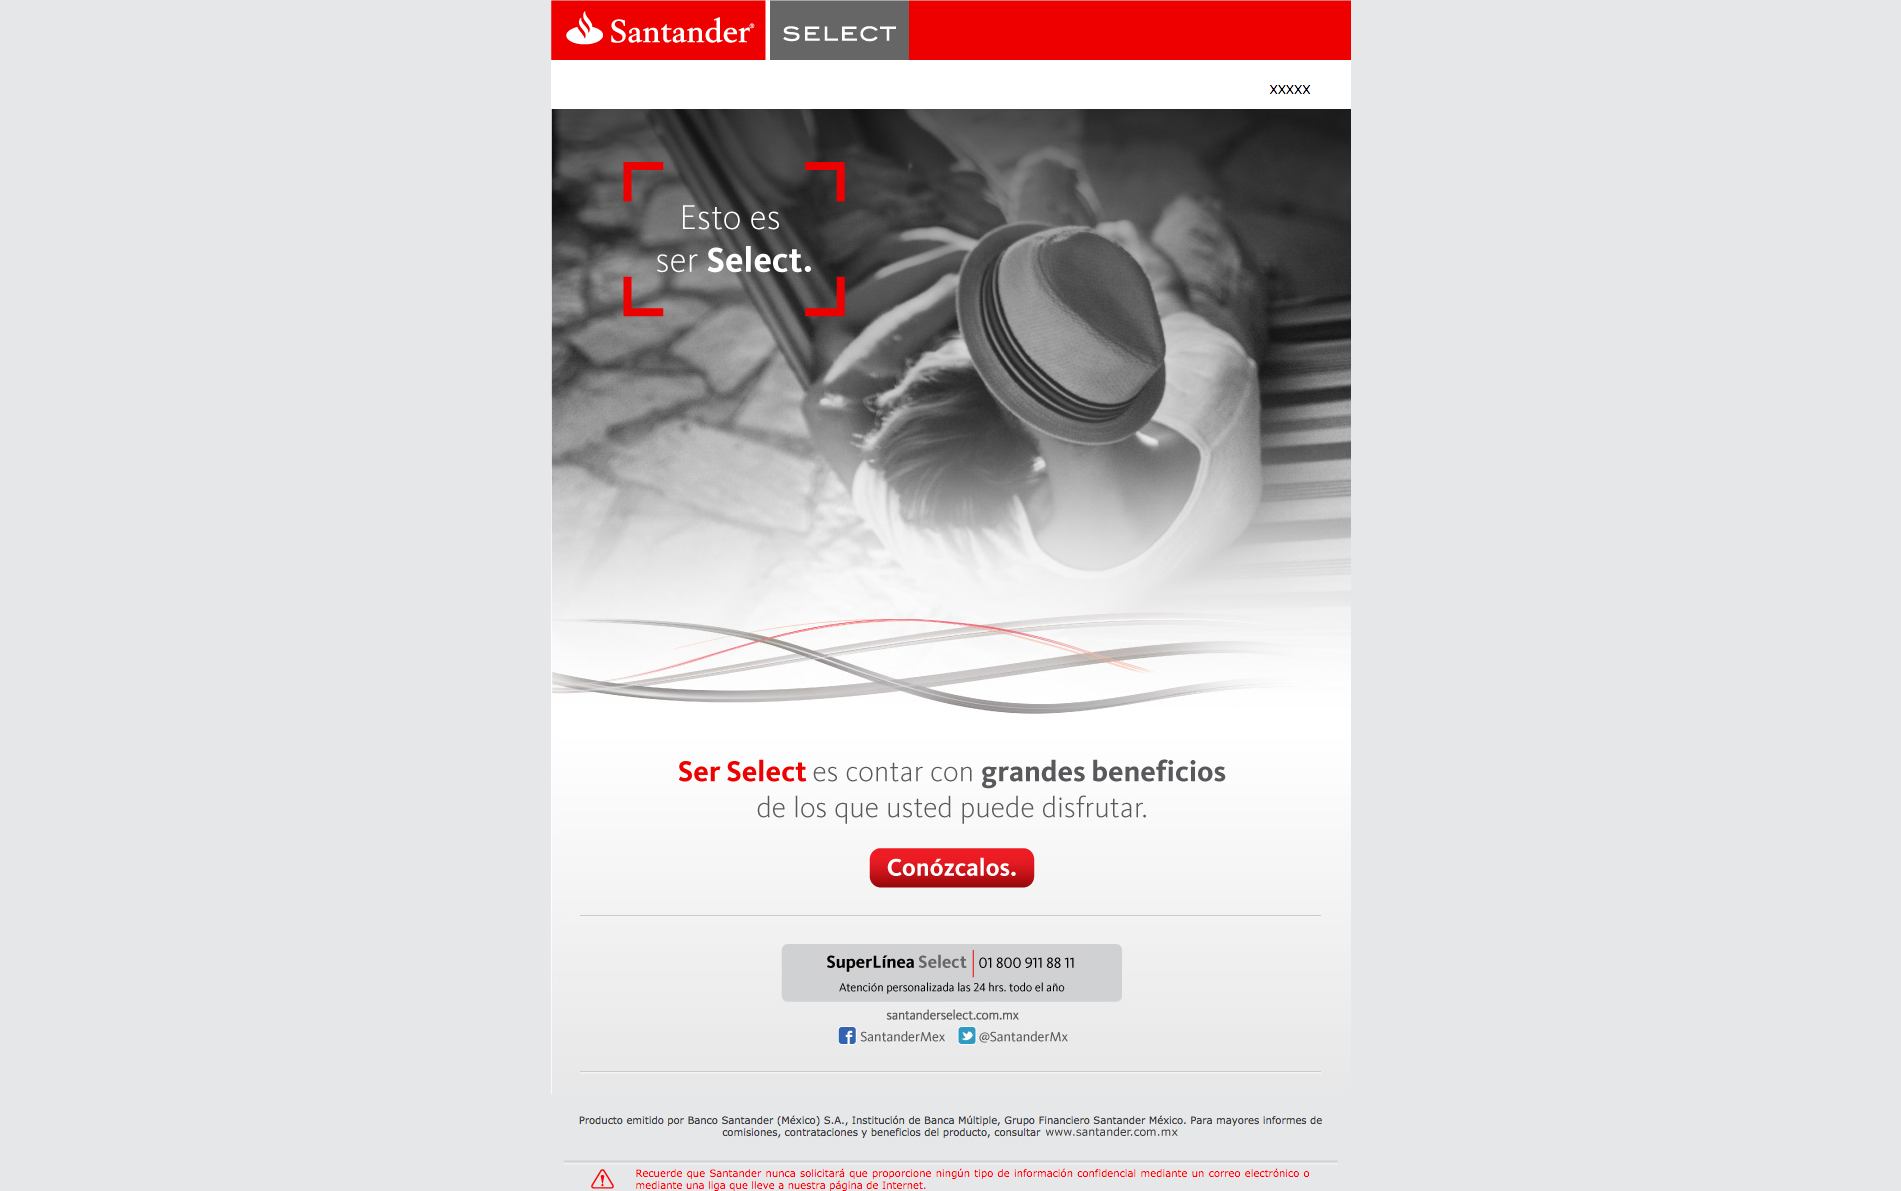 Santander® SELECT
xxxxx
Esto es
ser Select.
Ser Select es contar con grandes beneficios
de los que usted puede disfrutar.
Conózcalos.
SuperLínea Select | 01 800 911 88 11
Atención personalizada las 24 hrs. todo el año
santanderselect.com.mx
SantanderMex @SantanderMx
Producto emitido por Banco Santander (México) S.A., Institución de Banca Múltiple, Grupo Financiero Santander México. Para mayores informes de
comisiones, contrataciones y beneficios del producto, consultar www.santander.com.mx
Recuerde que Santander nunca solicitará que proporcione ningún tipo de información confidencial mediante un correo electrónico o
mediante una liga que lleve a nuestra página de Internet.